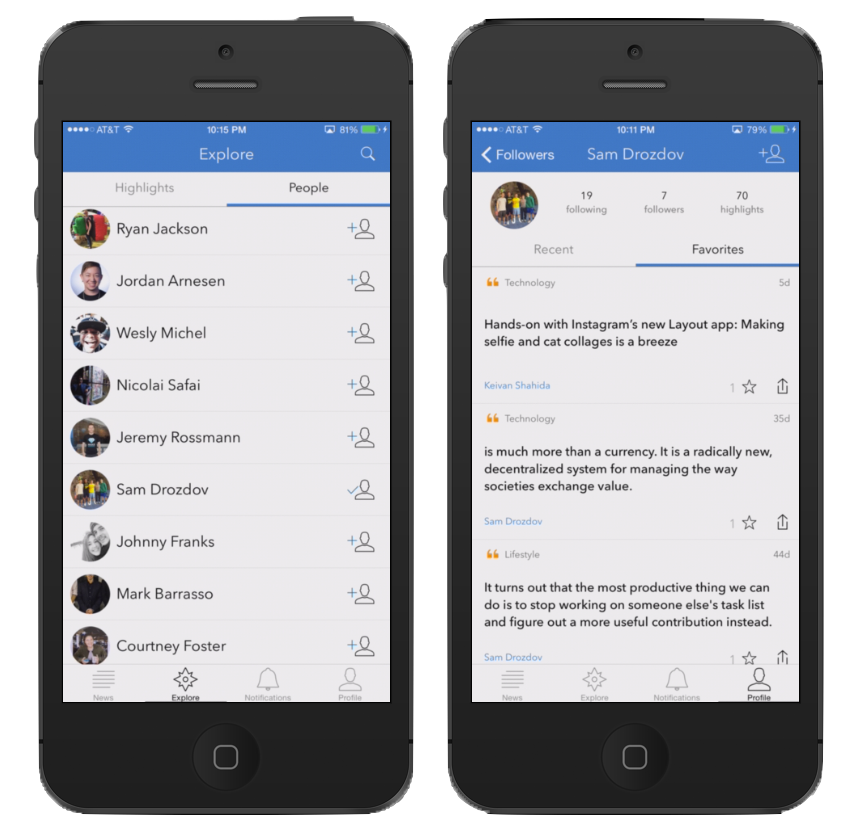 AT&T 10:15 PM 81%
Explore
Highlights People
Ryan Jackson
Jordan Arnesen
Wesly Michel
Nicolai Safai
Jeremy Rossmann
Sam Drozdov
Johnny Franks
Mark Barrasso
Courtney Foster
News Explore Notifications Profile
AT&T 10:11 PM 79%
Followers Sam Drozdov
19 7 70
following followers highlights
Recent Favorites
Technology 5d
Hands-on with Instagram's new Layout app: Making
selfie and cat collages is a breeze
Keivan Shahida 1
Technology 35d
is much more than a currency. It is a radically new,
decentralized system for managing the way
societies exchange value.
Sam Drozdov 1
Lifestyle 44d
It turns out that the most productive thing we can
do is to stop working on someone else's task list
and figure out a more useful contribution instead.
Sam Drozdov 1
News Explore Notifications Profile